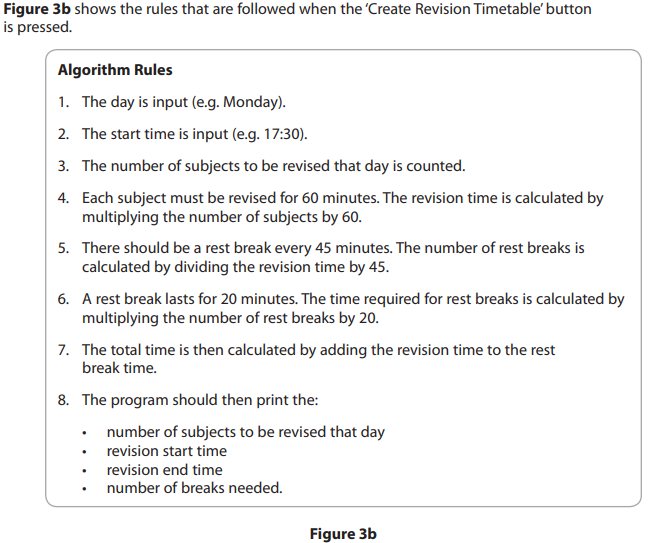 Figure 3b shows the rules that are followed when the ‘Create Revision Timetable’ button
is pressed.
Algorithm Rules
1. The day is input (e.g. Monday).
2. The start time is input (e.g. 17:30).
3. The number of subjects to be revised that day is counted.
4. Each subject must be revised for 60 minutes. The revision time is calculated by
multiplying the number of subjects by 60.
5. There should be a rest break every 45 minutes. The number of rest breaks is
calculated by dividing the revision time by 45.
6. A rest break lasts for 20 minutes. The time required for rest breaks is calculated by
multiplying the number of rest breaks by 20.
7. The total time is then calculated by adding the revision time to the rest
break time.
8. The program should then print the:
• number of subjects to be revised that day
• revision start time
• revision end time
• number of breaks needed.
Figure 3b